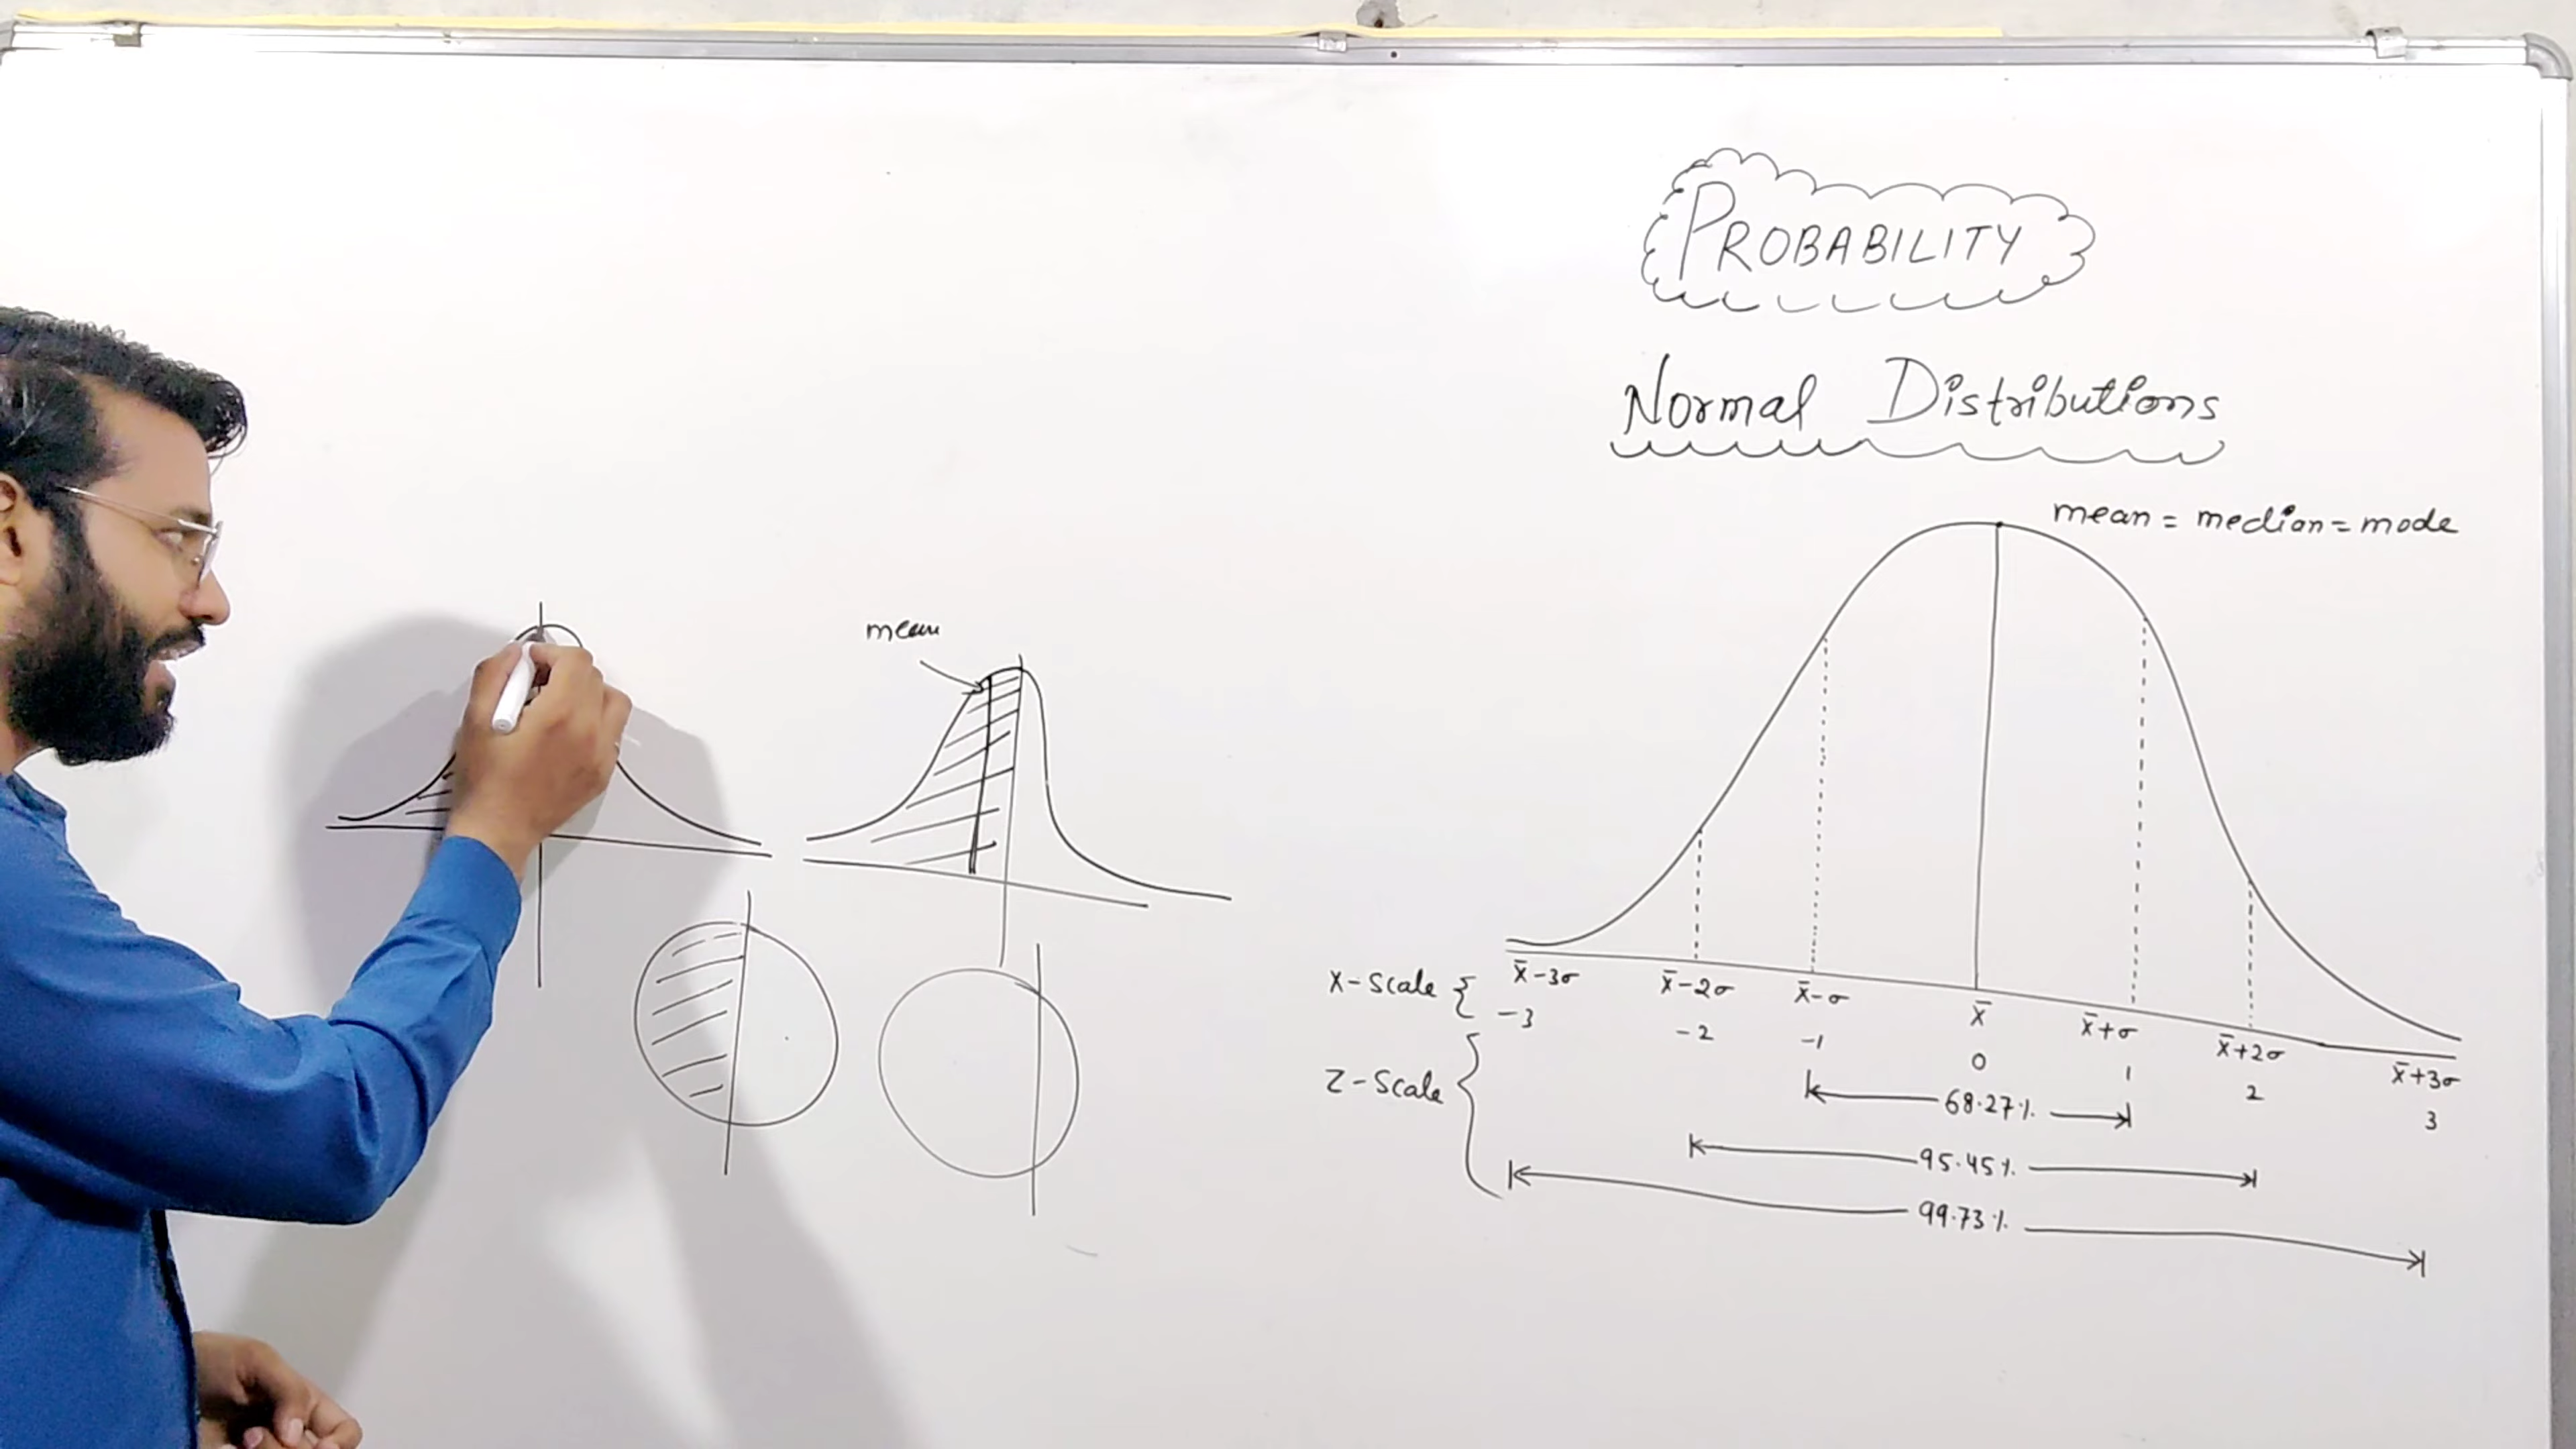 PROBABILITY
Normal Distributions
mean = median = mode
mean
X-Scale { x̄-3σ x̄-2σ x̄-σ x̄ x̄+σ x̄+2σ x̄+3σ
Z-Scale { -3 -2 -1 0 1 2 3
68.27%
95.45%
99.73%